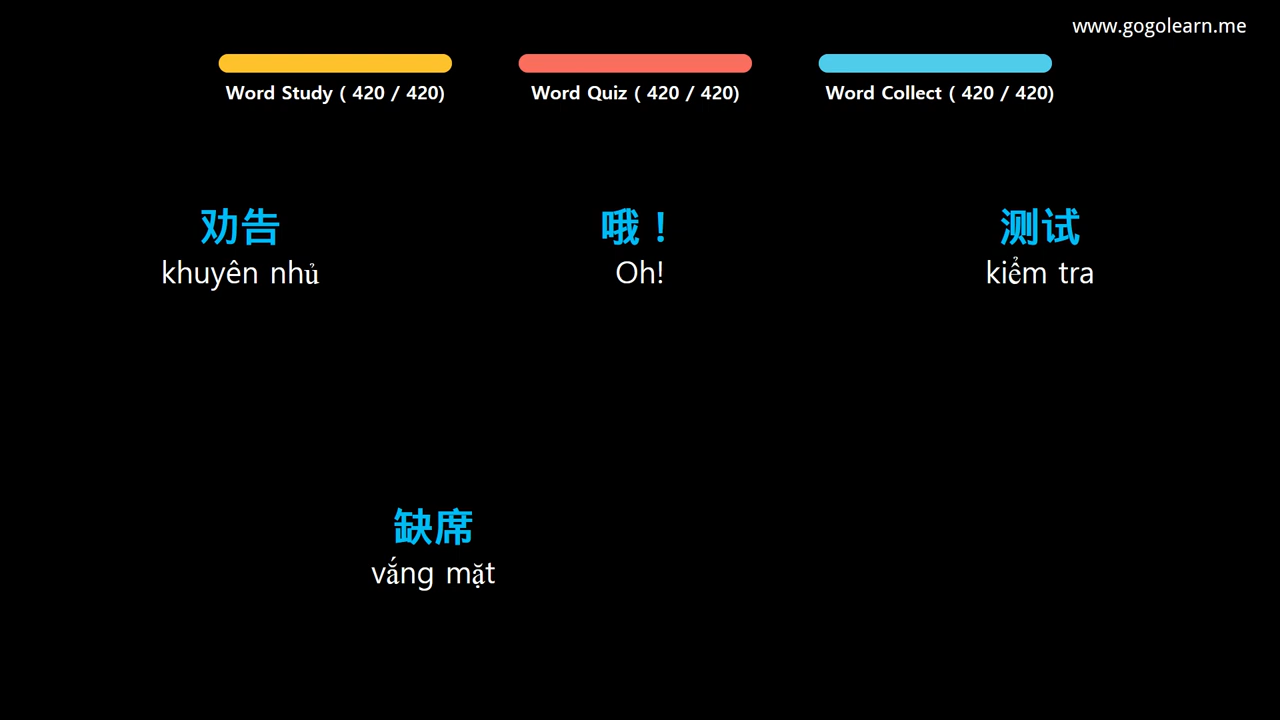 www.gogolearn.me
Word Study ( 420 / 420)
Word Quiz ( 420 / 420)
Word Collect ( 420 / 420)
劝告
khuyên nhủ
哦！
Oh!
测试
kiểm tra
缺席
vắng mặt